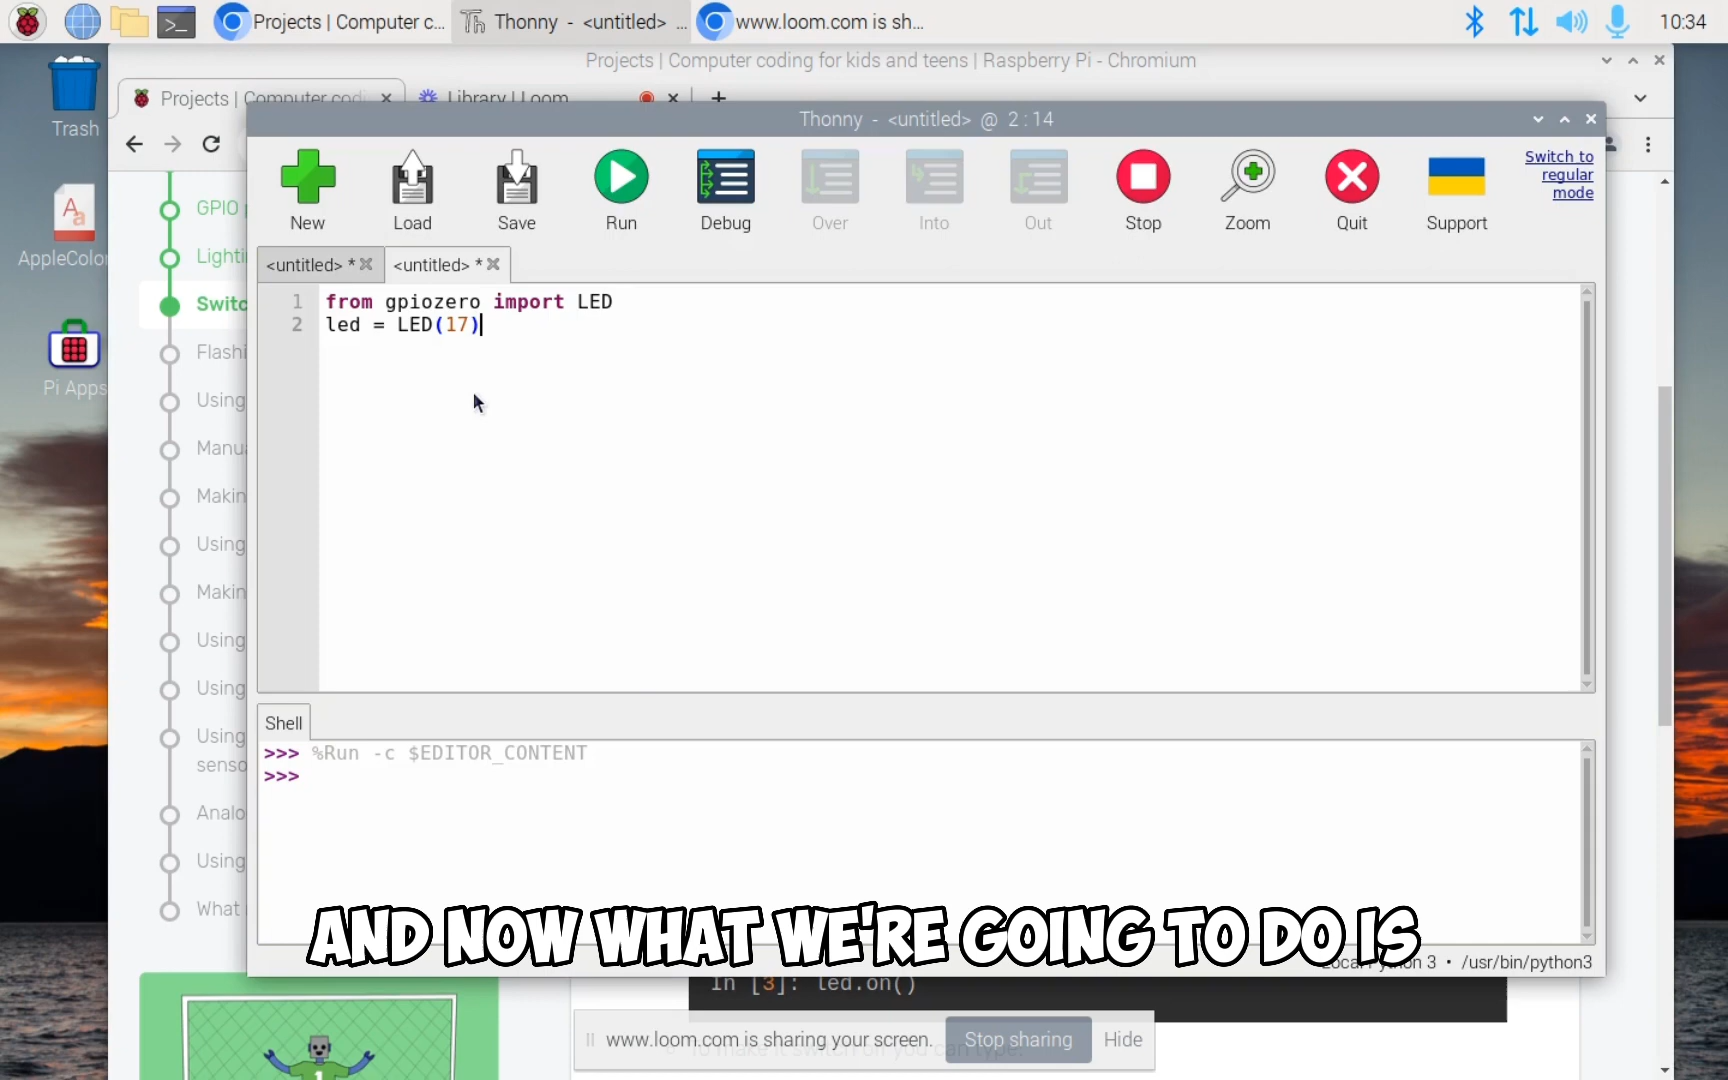 Projects | Computer c...
Thonny - <untitled> ...
www.loom.com is sh...
10:34
Projects | Computer coding for kids and teens | Raspberry Pi - Chromium
Trash
Projects | Computer codi
Library | Loom
Thonny - <untitled> @ 2 : 14
New
Load
Save
Run
Debug
Over
Into
Out
Stop
Zoom
Quit
Support
Switch to
regular
mode
AppleColor
Pi Apps
GPIO
Lighti
Switc
Flashi
Using
Manu
Makin
Using
Makin
Using
Using
Using
senso
Analo
Using
What
<untitled> *
<untitled> *
1 from gpiozero import LED
2 led = LED(17)
Shell
>>> %Run -c $EDITOR_CONTENT
>>>
AND NOW WHAT WE'RE GOING TO DO IS
Local Python 3 • /usr/bin/python3
In [3]: led.on()
www.loom.com is sharing your screen.
Stop sharing
Hide